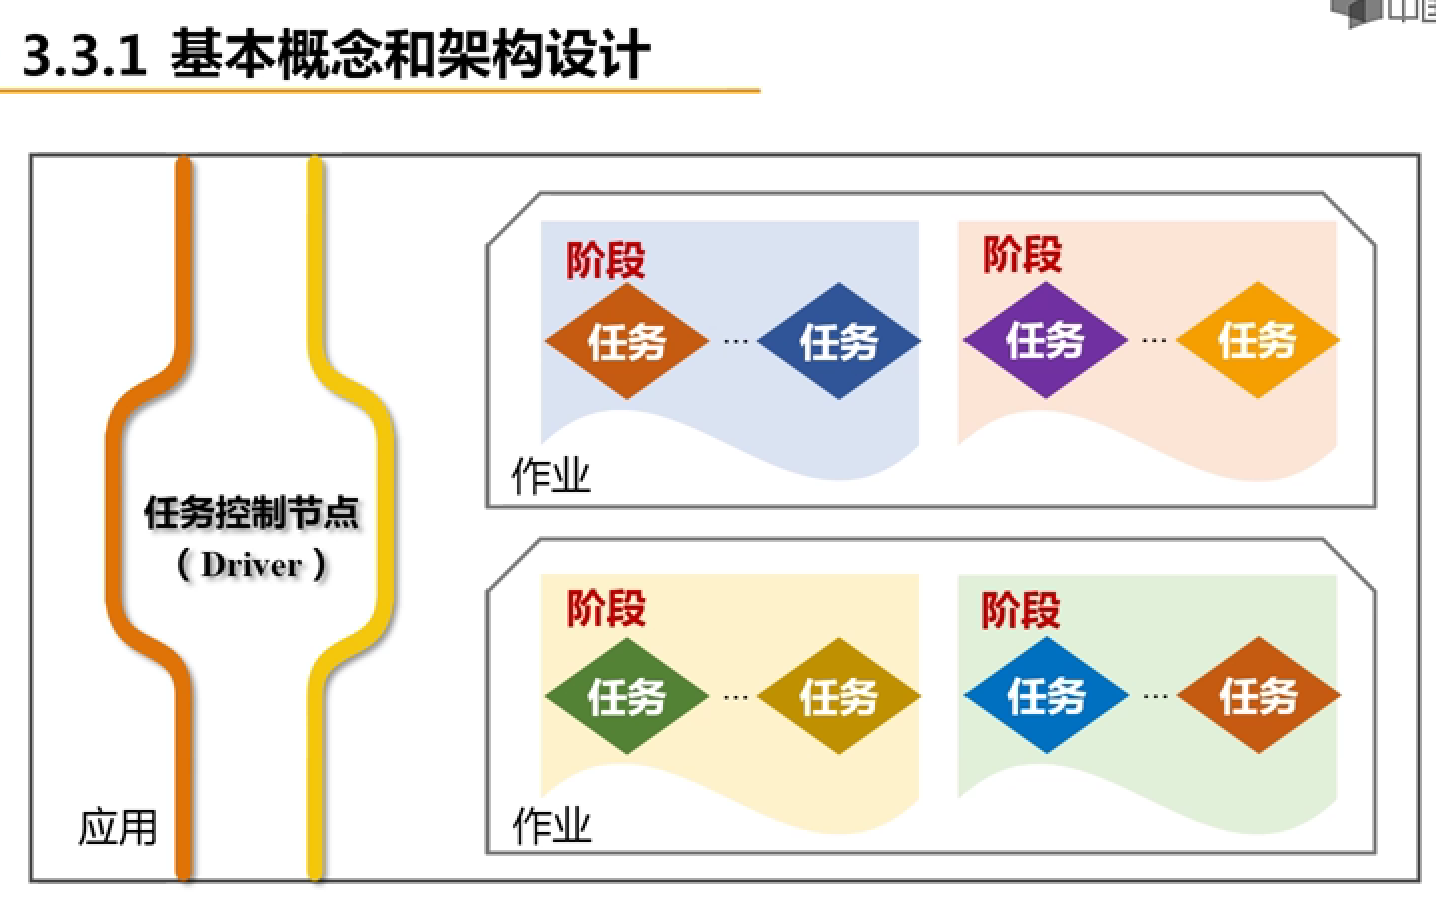 3.3.1 基本概念和架构设计
阶段
阶段
任务 … 任务
任务 … 任务
作业
任务控制节点
（Driver）
阶段
阶段
任务 … 任务
任务 … 任务
应用
作业